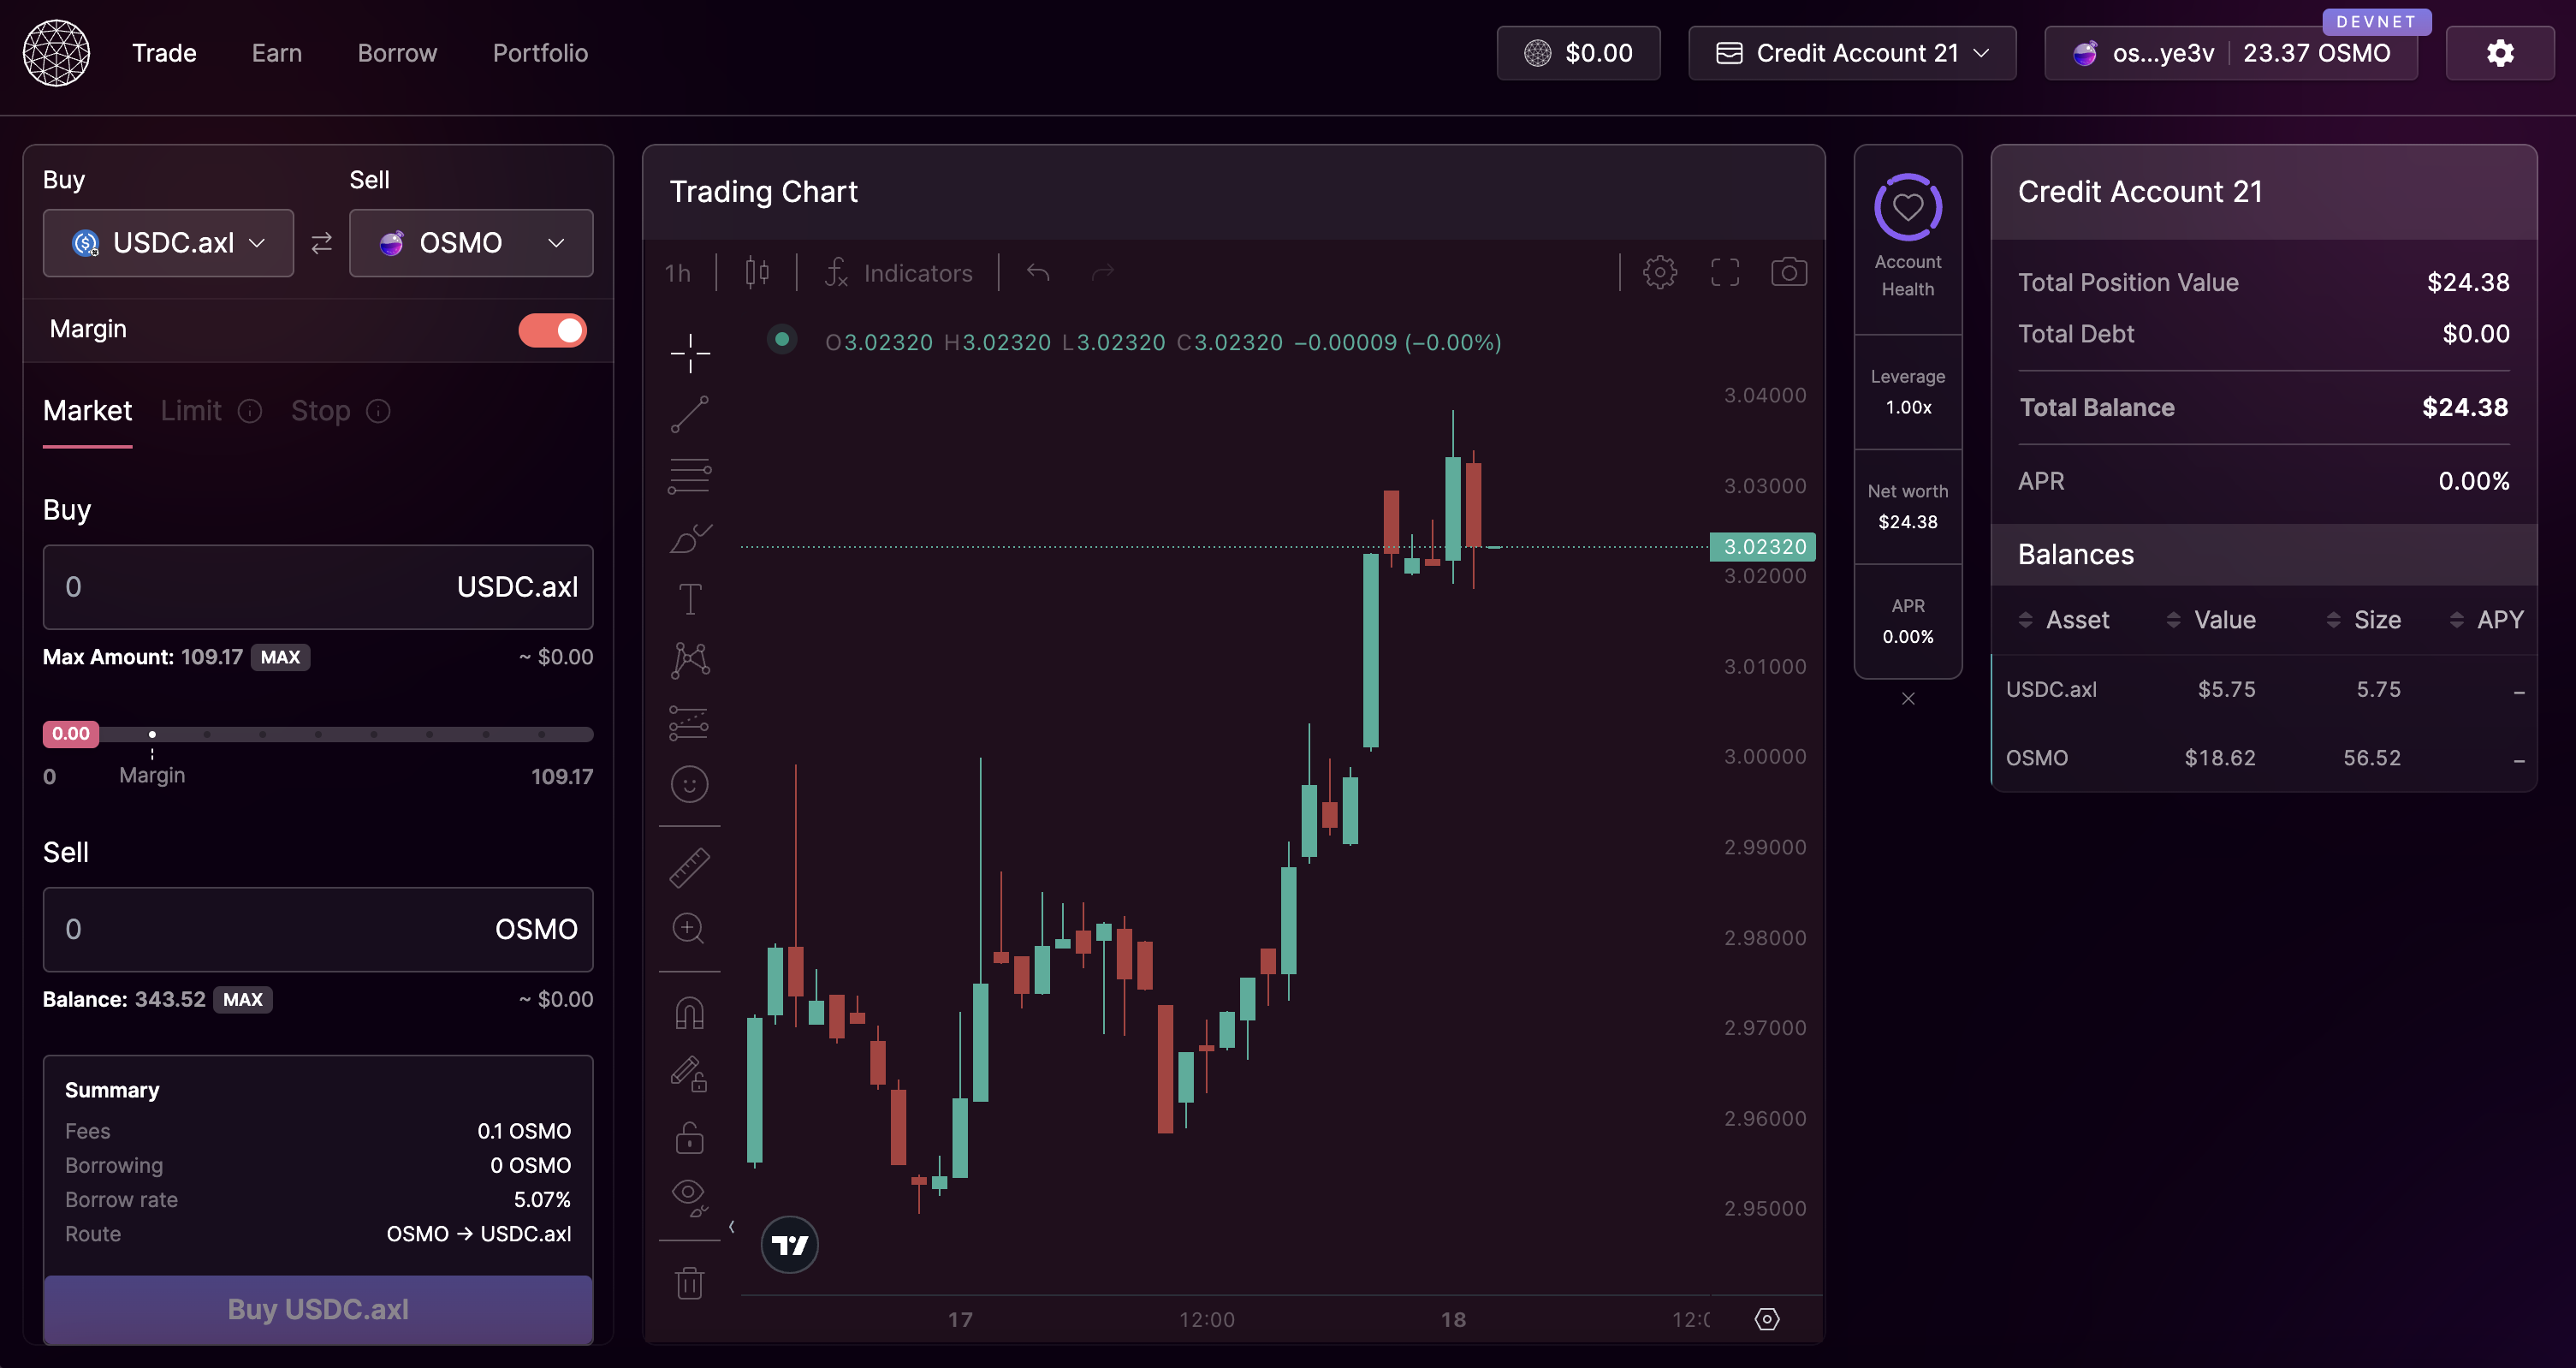 Trade Earn Borrow Portfolio $0.00 Credit Account 21 os...ye3v 23.37 OSMO
DEVNET
Buy Sell
USDC.axl OSMO
Margin
Market Limit Stop
Buy
0 USDC.axl
Max Amount: 109.17 MAX ~ $0.00
0.00
0 Margin 109.17
Sell
0 OSMO
Balance: 343.52 MAX ~ $0.00
Summary
Fees 0.1 OSMO
Borrowing 0 OSMO
Borrow rate 5.07%
Route OSMO → USDC.axl
Buy USDC.axl
Trading Chart
1h Indicators
O3.02320 H3.02320 L3.02320 C3.02320 −0.00009 (−0.00%)
3.04000
3.03000
3.02320
3.02000
3.01000
3.00000
2.99000
2.98000
2.97000
2.96000
2.95000
17 12:00 18 12:0
Account
Health
Leverage
1.00x
Net worth
$24.38
APR
0.00%
Credit Account 21
Total Position Value $24.38
Total Debt $0.00
Total Balance $24.38
APR 0.00%
Balances
Asset Value Size APY
USDC.axl $5.75 5.75 –
OSMO $18.62 56.52 –